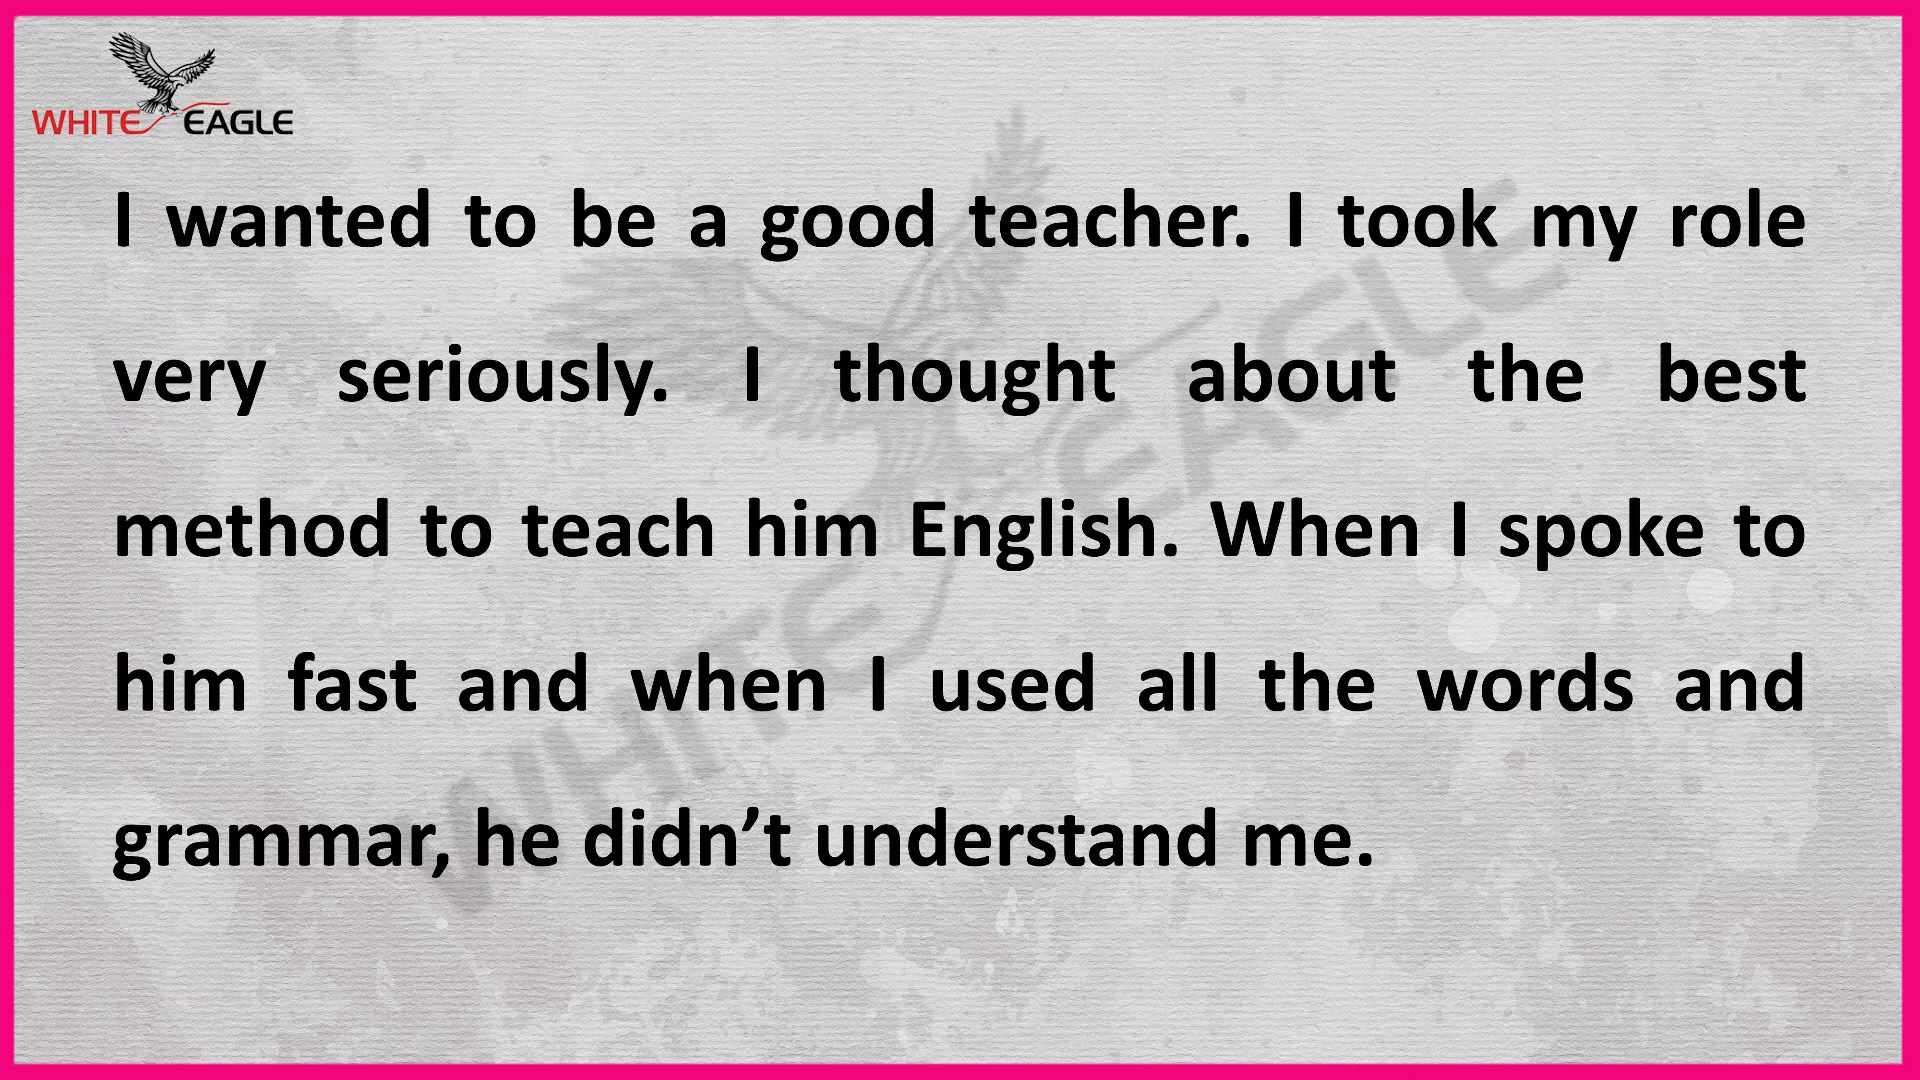 WHITE EAGLE
I wanted to be a good teacher. I took my role
very seriously. I thought about the best
method to teach him English. When I spoke to
him fast and when I used all the words and
grammar, he didn’t understand me.
WHITE EAGLE